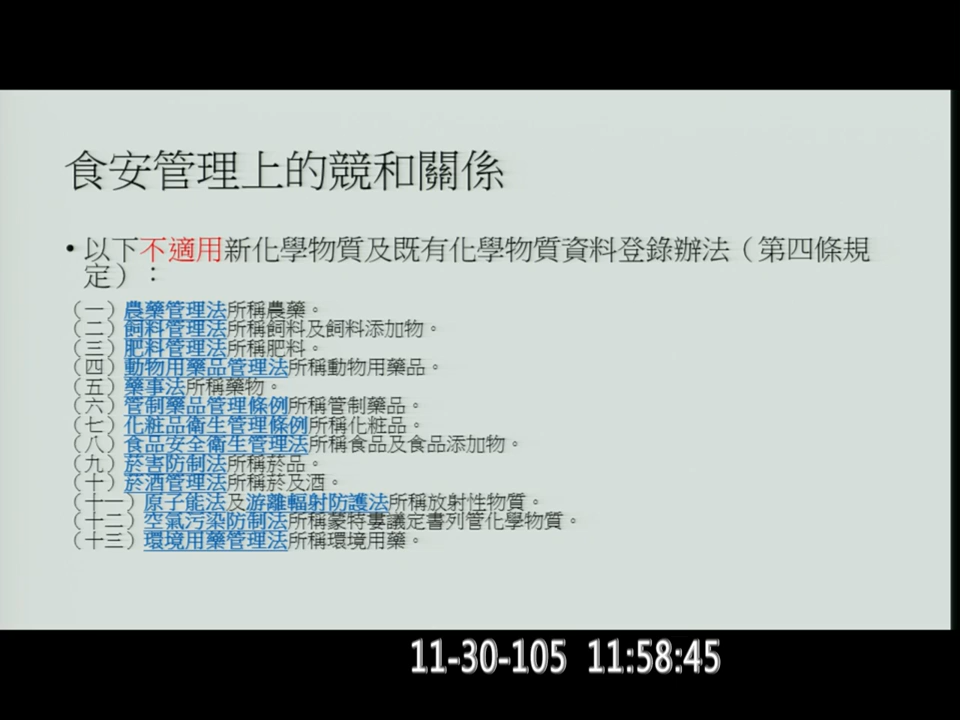 食安管理上的競和關係
• 以下不適用新化學物質及既有化學物質資料登錄辦法（第四條規
定）：
（一）農藥管理法所稱農藥。
（二）飼料管理法所稱飼料及飼料添加物。
（三）肥料管理法所稱肥料。
（四）動物用藥品管理法所稱動物用藥品。
（五）藥事法所稱藥物。
（六）管制藥品管理條例所稱管制藥品。
（七）化粧品衛生管理條例所稱化粧品。
（八）食品安全衛生管理法所稱食品及食品添加物。
（九）菸害防制法所稱菸品。
（十）菸酒管理法所稱菸及酒。
（十一）原子能法及游離輻射防護法所稱放射性物質。
（十二）空氣污染防制法所稱蒙特婁議定書列管化學物質。
（十三）環境用藥管理法所稱環境用藥。
11-30-105 11:58:45